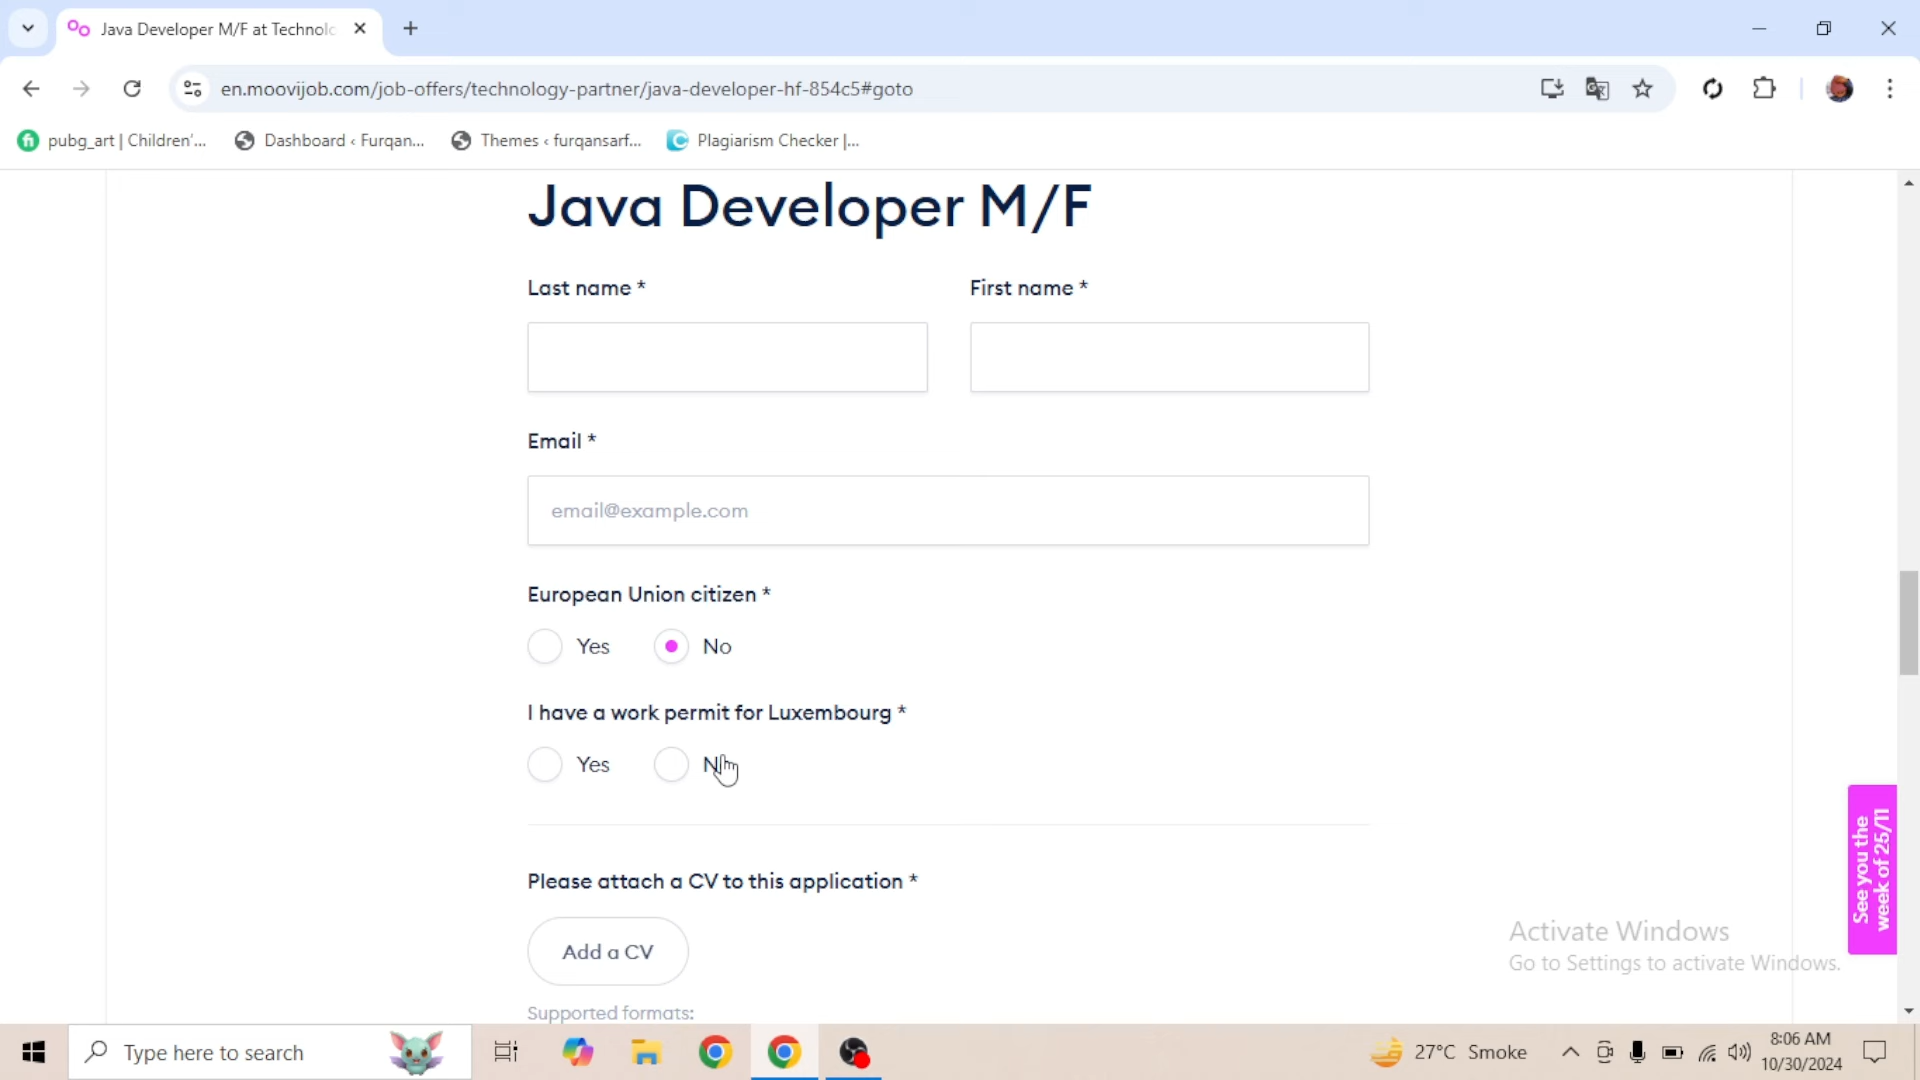 Java Developer M/F at Technolo
en.moovijob.com/job-offers/technology-partner/java-developer-hf-854c5#goto
pubg_art | Children'...
Dashboard ‹ Furqan...
Themes ‹ furqansarf...
Plagiarism Checker |...
Java Developer M/F
Last name *
First name *
Email *
email@example.com
European Union citizen *
Yes
No
I have a work permit for Luxembourg *
Yes
See you the
week of 25/11
Please attach a CV to this application *
Add a CV
Activate Windows
Go to Settings to activate Windows.
Supported formats:
Type here to search
27°C Smoke
8:06 AM
10/30/2024